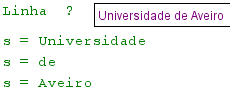 Linha ? Universidade de Aveiro
s = Universidade
s = de
s = Aveiro